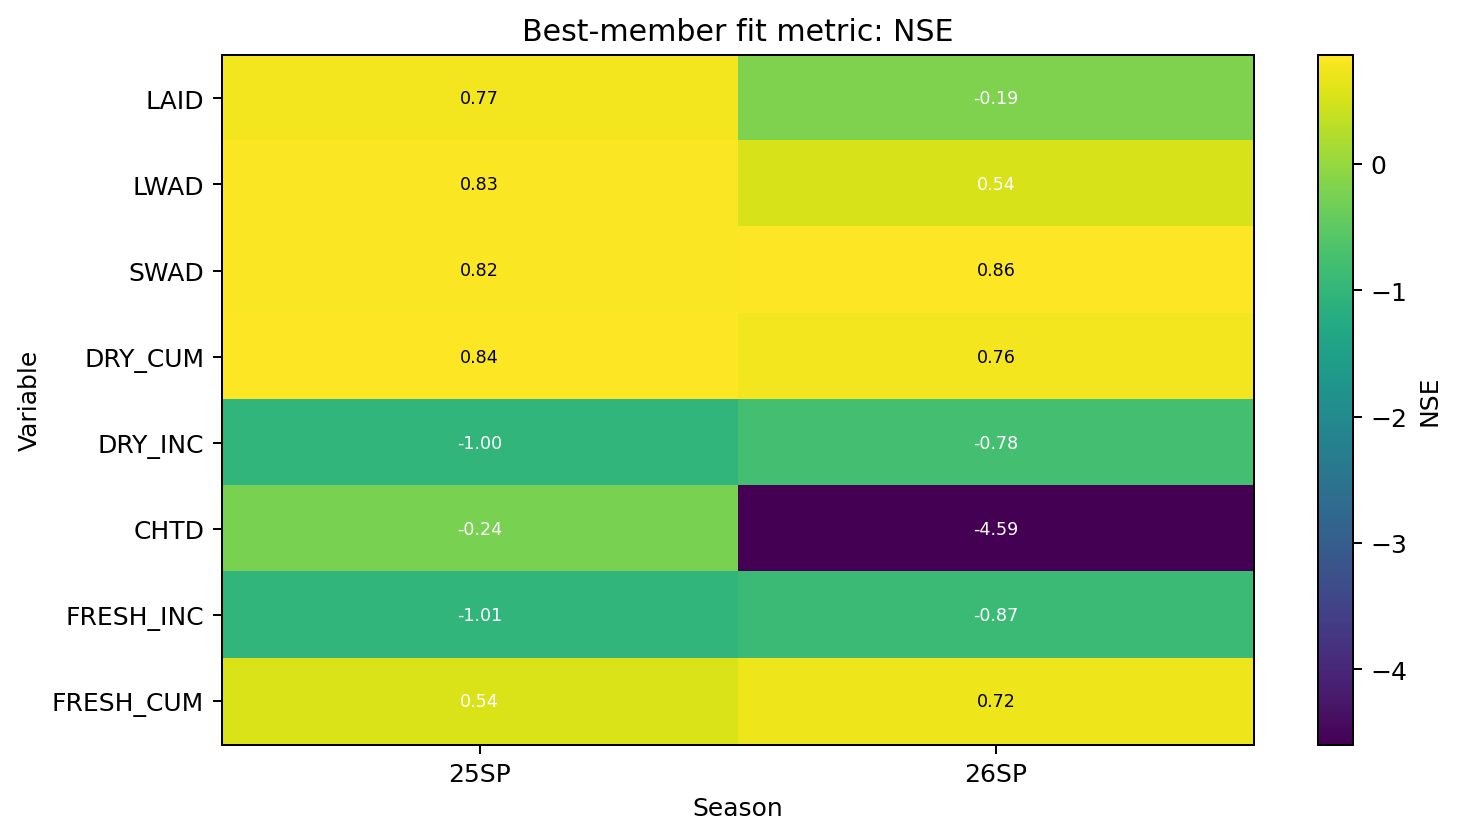 Best-member fit metric: NSE
LAID 0.77 -0.19
LWAD 0.83 0.54
SWAD 0.82 0.86
DRY_CUM 0.84 0.76
DRY_INC -1.00 -0.78
CHTD -0.24 -4.59
FRESH_INC -1.01 -0.87
FRESH_CUM 0.54 0.72
25SP 26SP
Season
Variable
0
−1
−2
−3
−4
NSE